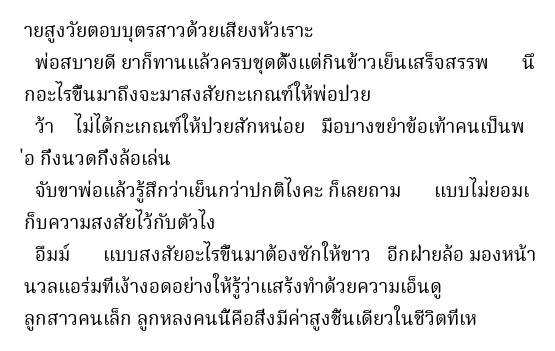 ายสูงวัยตอบบุตรสาวด้วยเสียงหัวเราะ
พ่อสบายดี ยาก็ทานแล้วครบชุดตั้งแต่กินข้าวเย็นเสร็จสรรพ นึ
กอะไรขึ้นมาถึงจะมาสงสัยกะเกณฑ์ให้พ่อป่วย
ว้า ไม่ได้กะเกณฑ์ให้ป่วยสักหน่อย มือบางขยำข้อเท้าคนเป็นพ
่อ กึ่งนวดกึ่งล้อเล่น
จับขาพ่อแล้วรู้สึกว่าเย็นกว่าปกติไงคะ ก็เลยถาม แบบไม่ยอมเ
ก็บความสงสัยไว้กับตัวไง
อืมม์ แบบสงสัยอะไรขึ้นมาต้องซักให้ขาว อีกฝ่ายล้อ มองหน้า
นวลแอร่มที่เง้างอดอย่างให้รู้ว่าแสร้งทำด้วยความเอ็นดู
ลูกสาวคนเล็ก ลูกหลงคนนี้คือสิ่งมีค่าสูงชิ้นเดียวในชีวิตที่เห